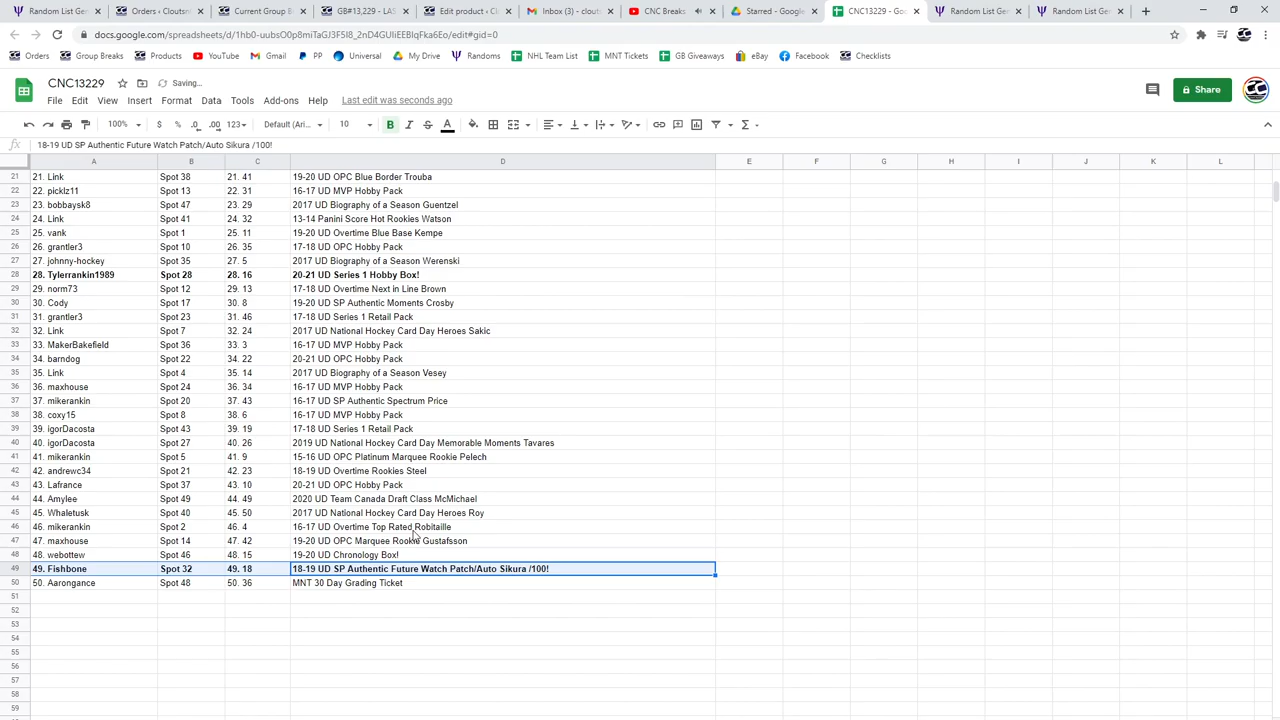 Random List Gen
Orders ‹ Cloutsn
Current Group B
GB#13,229 - LAS
Edit product ‹ C
Inbox (3) - clout
CNC Breaks
Starred - Google
CNC13229 - Goo
Random List Gen
Random List Gen
docs.google.com/spreadsheets/d/1hb0-uubsO0p8miTaGJ3F5I8_2nD4GUIiEEBIqFka6Eo/edit#gid=0
Orders Group Breaks Products YouTube Gmail PP Universal My Drive Randoms NHL Team List MNT Tickets GB Giveaways eBay Facebook Checklists
CNC13229 Saving...
File Edit View Insert Format Data Tools Add-ons Help Last edit was seconds ago
Share
100% $ % .0 .00 123 Default (Ari... 10 B I S A
fx 18-19 UD SP Authentic Future Watch Patch/Auto Sikura /100!
A B C D E F G H I J K L
21 21. Link Spot 38 21. 41 19-20 UD OPC Blue Border Trouba
22 22. picklz11 Spot 13 22. 31 16-17 UD MVP Hobby Pack
23 23. bobbaysk8 Spot 47 23. 29 2017 UD Biography of a Season Guentzel
24 24. Link Spot 41 24. 32 13-14 Panini Score Hot Rookies Watson
25 25. vank Spot 1 25. 11 19-20 UD Overtime Blue Base Kempe
26 26. grantler3 Spot 10 26. 35 17-18 UD OPC Hobby Pack
27 27. johnny-hockey Spot 35 27. 5 2017 UD Biography of a Season Werenski
28 28. Tylerrankin1989 Spot 28 28. 16 20-21 UD Series 1 Hobby Box!
29 29. norm73 Spot 12 29. 13 17-18 UD Overtime Next in Line Brown
30 30. Cody Spot 17 30. 8 19-20 UD SP Authentic Moments Crosby
31 31. grantler3 Spot 23 31. 46 17-18 UD Series 1 Retail Pack
32 32. Link Spot 7 32. 24 2017 UD National Hockey Card Day Heroes Sakic
33 33. MakerBakefield Spot 36 33. 3 16-17 UD MVP Hobby Pack
34 34. barndog Spot 22 34. 22 20-21 UD OPC Hobby Pack
35 35. Link Spot 4 35. 14 2017 UD Biography of a Season Vesey
36 36. maxhouse Spot 24 36. 34 16-17 UD MVP Hobby Pack
37 37. mikerankin Spot 20 37. 43 16-17 UD SP Authentic Spectrum Price
38 38. coxy15 Spot 8 38. 6 16-17 UD MVP Hobby Pack
39 39. igorDacosta Spot 43 39. 19 17-18 UD Series 1 Retail Pack
40 40. igorDacosta Spot 27 40. 26 2019 UD National Hockey Card Day Memorable Moments Tavares
41 41. mikerankin Spot 5 41. 9 15-16 UD OPC Platinum Marquee Rookie Pelech
42 42. andrewc34 Spot 21 42. 23 18-19 UD Overtime Rookies Steel
43 43. Lafrance Spot 37 43. 10 20-21 UD OPC Hobby Pack
44 44. Amylee Spot 49 44. 49 2020 UD Team Canada Draft Class McMichael
45 45. Whaletusk Spot 40 45. 50 2017 UD National Hockey Card Day Heroes Roy
46 46. mikerankin Spot 2 46. 4 16-17 UD Overtime Top Rated Robitaille
47 47. maxhouse Spot 14 47. 42 19-20 UD OPC Marquee Rookie Gustafsson
48 48. webottew Spot 46 48. 15 19-20 UD Chronology Box!
49 49. Fishbone Spot 32 49. 18 18-19 UD SP Authentic Future Watch Patch/Auto Sikura /100!
50 50. Aarongance Spot 48 50. 36 MNT 30 Day Grading Ticket
51
52
53
54
55
56
57
58